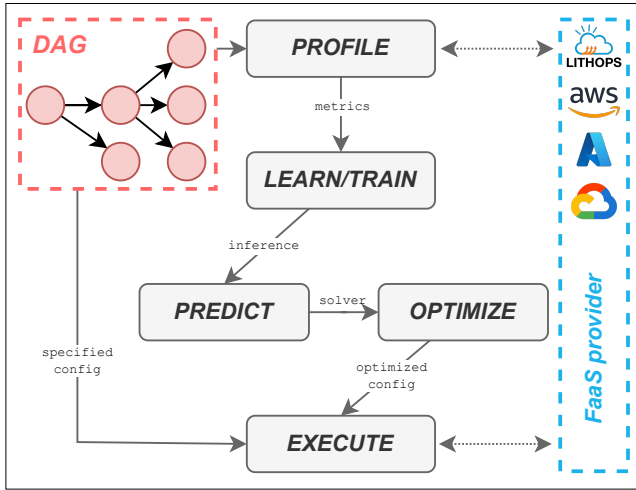 DAG
PROFILE
LITHOPS
aws
metrics
LEARN/TRAIN
inference
PREDICT
solver
OPTIMIZE
specified
config
optimized
config
EXECUTE
FaaS provider